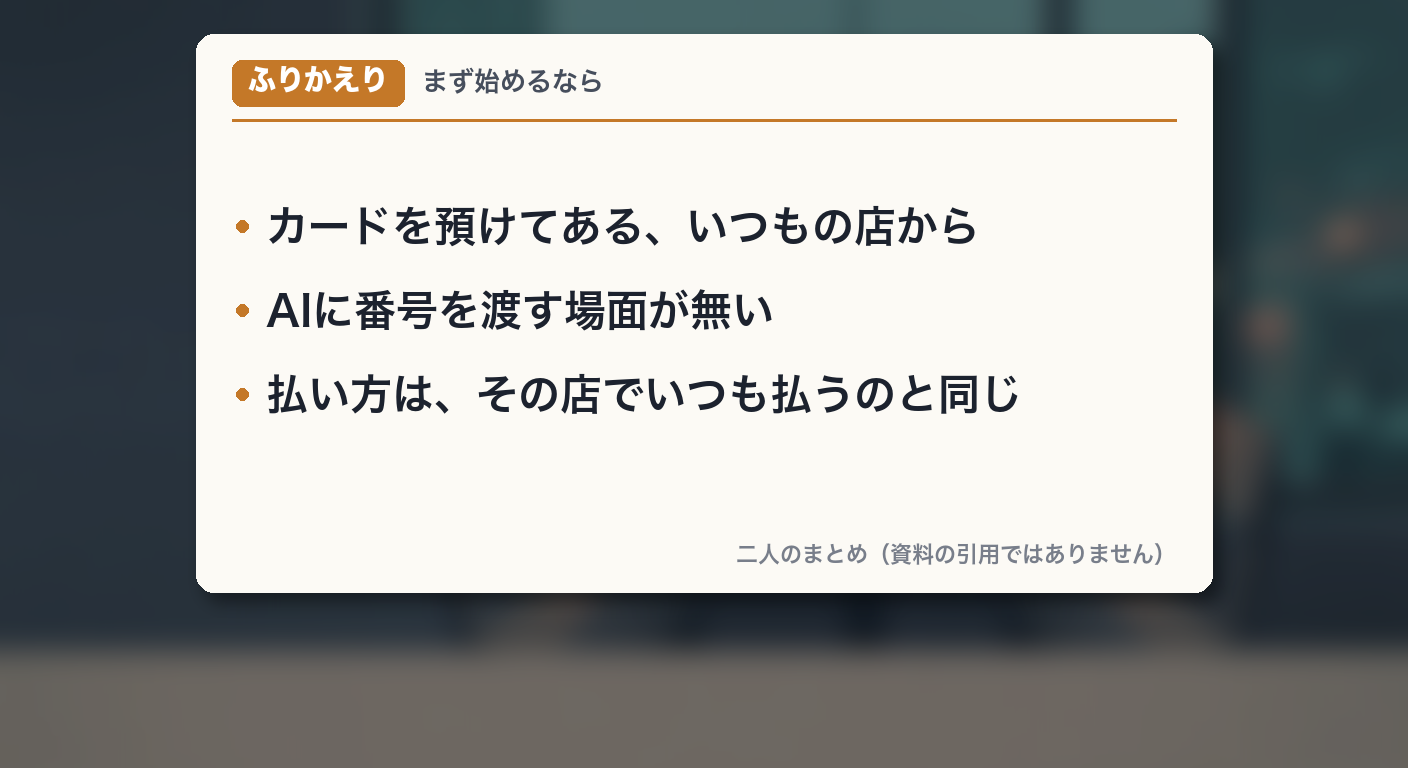 ふりかえり まず始めるなら
・カードを預けてある、いつもの店から
・AIに番号を渡す場面が無い
・払い方は、その店でいつも払うのと同じ
二人のまとめ（資料の引用ではありません）